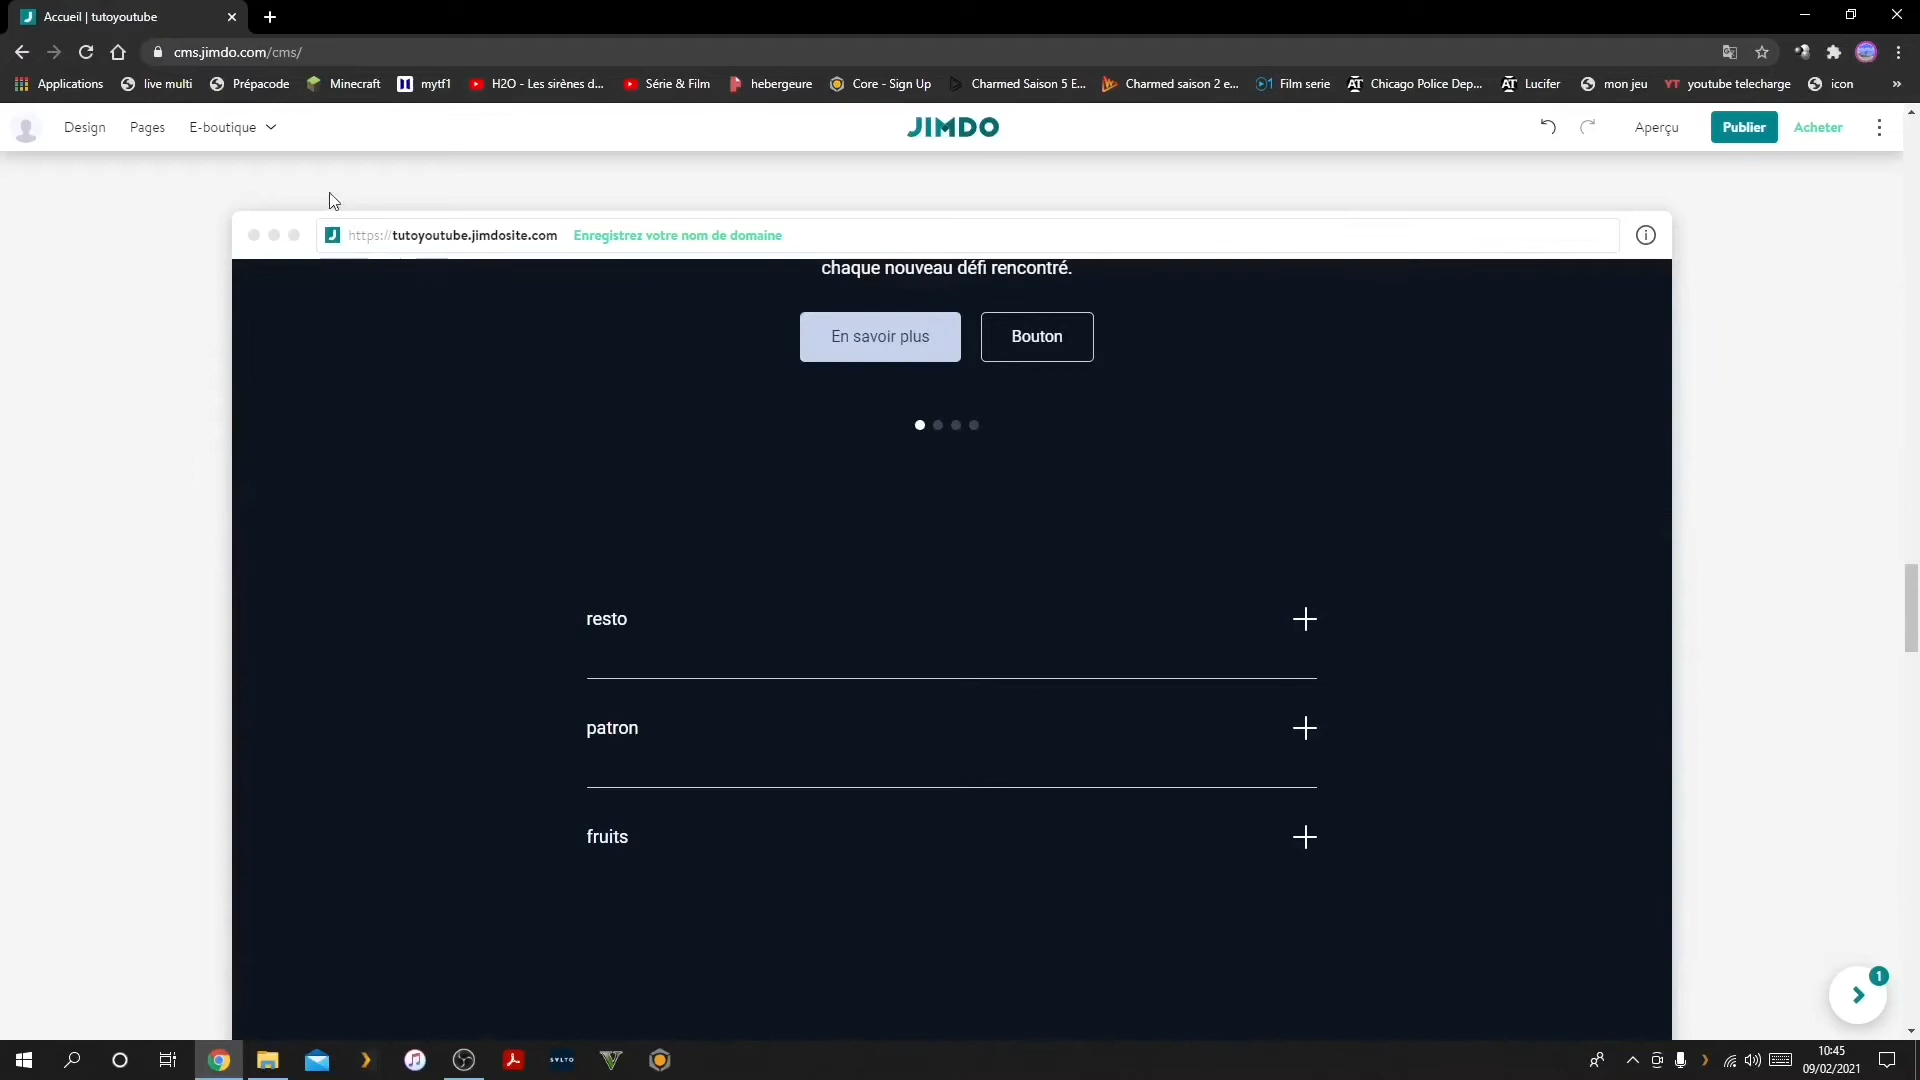 Accueil | tutoyoutube
cms.jimdo.com/cms/
Applications live multi Prépacode Minecraft mytf1 H2O - Les sirènes d... Série & Film hebergeure Core - Sign Up Charmed Saison 5 E... Charmed saison 2 e... Film serie Chicago Police Dep... Lucifer mon jeu youtube telecharge icon »
Design Pages E-boutique JIMDO Aperçu Publier Acheter
https://tutoyoutube.jimdosite.com Enregistrez votre nom de domaine
chaque nouveau défi rencontré.
En savoir plus Bouton
resto
patron
fruits
1
SYLTO
10:45
09/02/2021